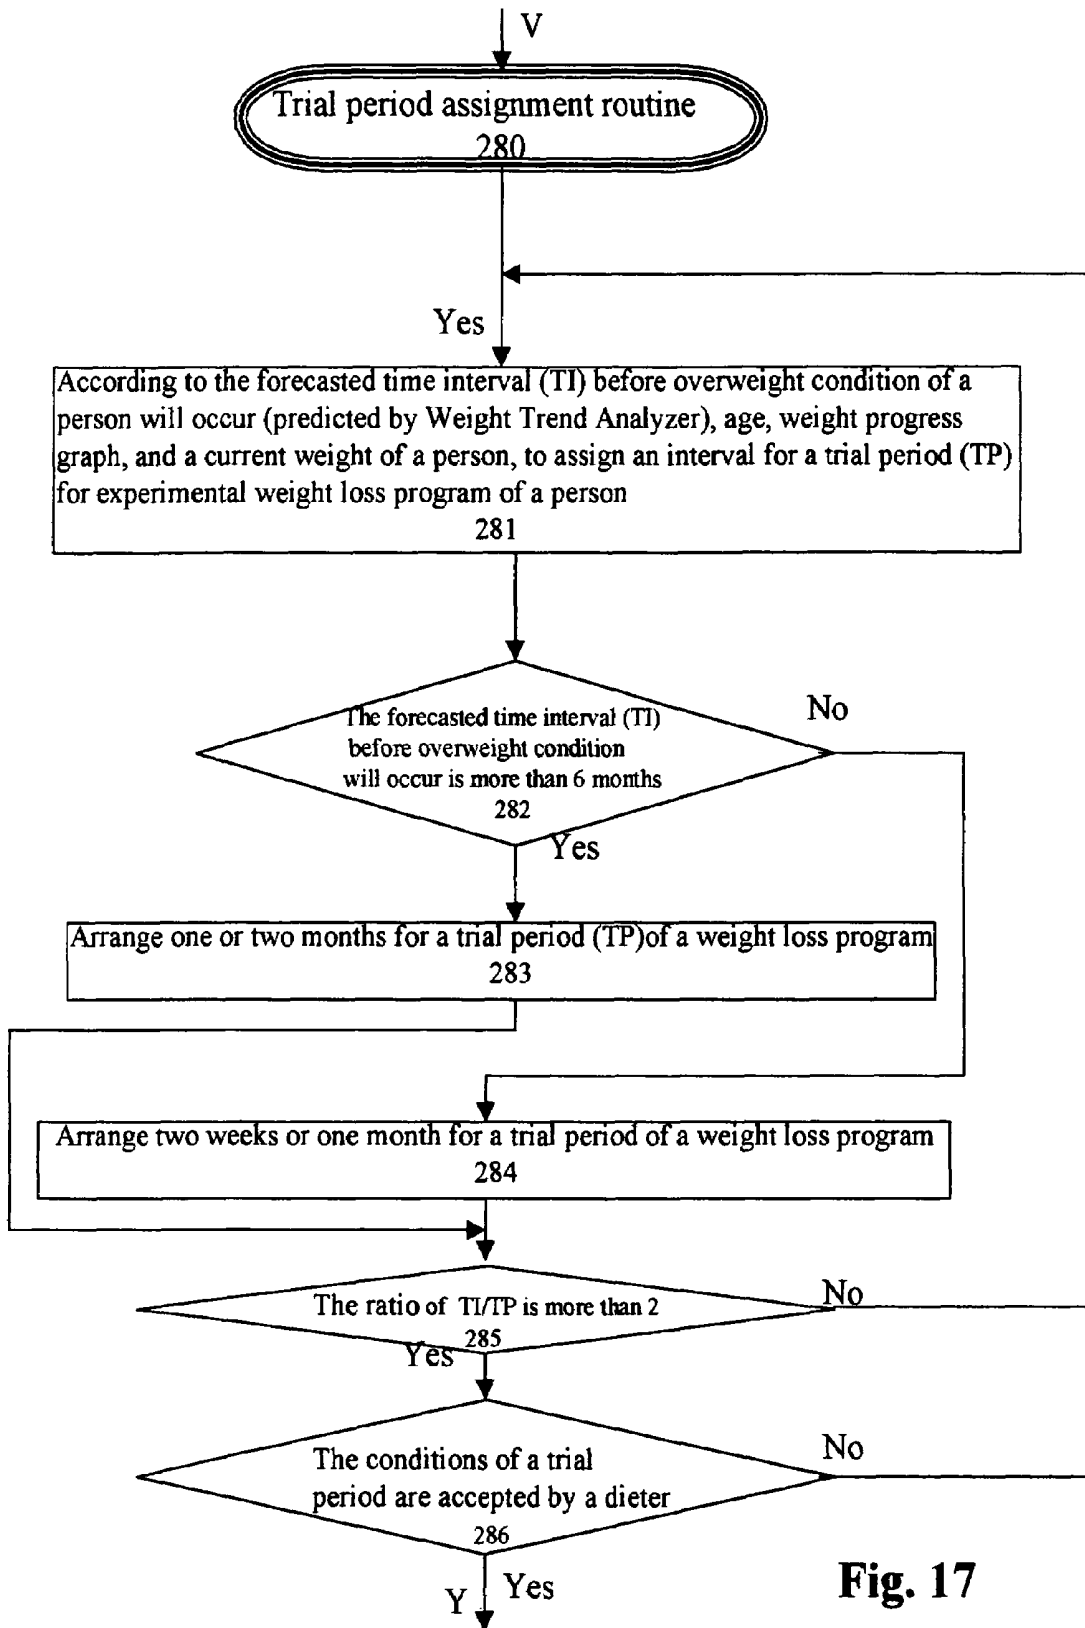 V
Trial period assignment routine
280
Yes
According to the forecasted time interval (TI) before overweight condition of a
person will occur (predicted by Weight Trend Analyzer), age, weight progress
graph, and a current weight of a person, to assign an interval for a trial period (TP)
for experimental weight loss program of a person
281
The forecasted time interval (TI)
before overweight condition
will occur is more than 6 months
282
No
Yes
Arrange one or two months for a trial period (TP)of a weight loss program
283
Arrange two weeks or one month for a trial period of a weight loss program
284
The ratio of TI/TP is more than 2
285
No
Yes
The conditions of a trial
period are accepted by a dieter
286
No
Y Yes
Fig. 17